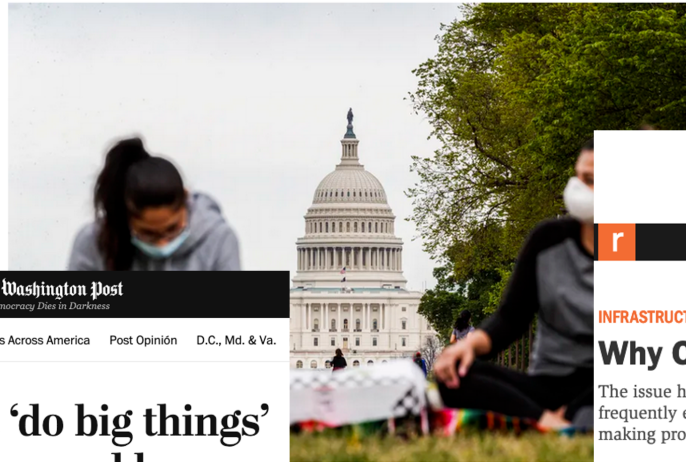 Washington Post
mocracy Dies in Darkness
s Across America Post Opinión D.C., Md. & Va.
‘do big things’
r
INFRASTRUCT
Why C
The issue h
frequently e
making pro